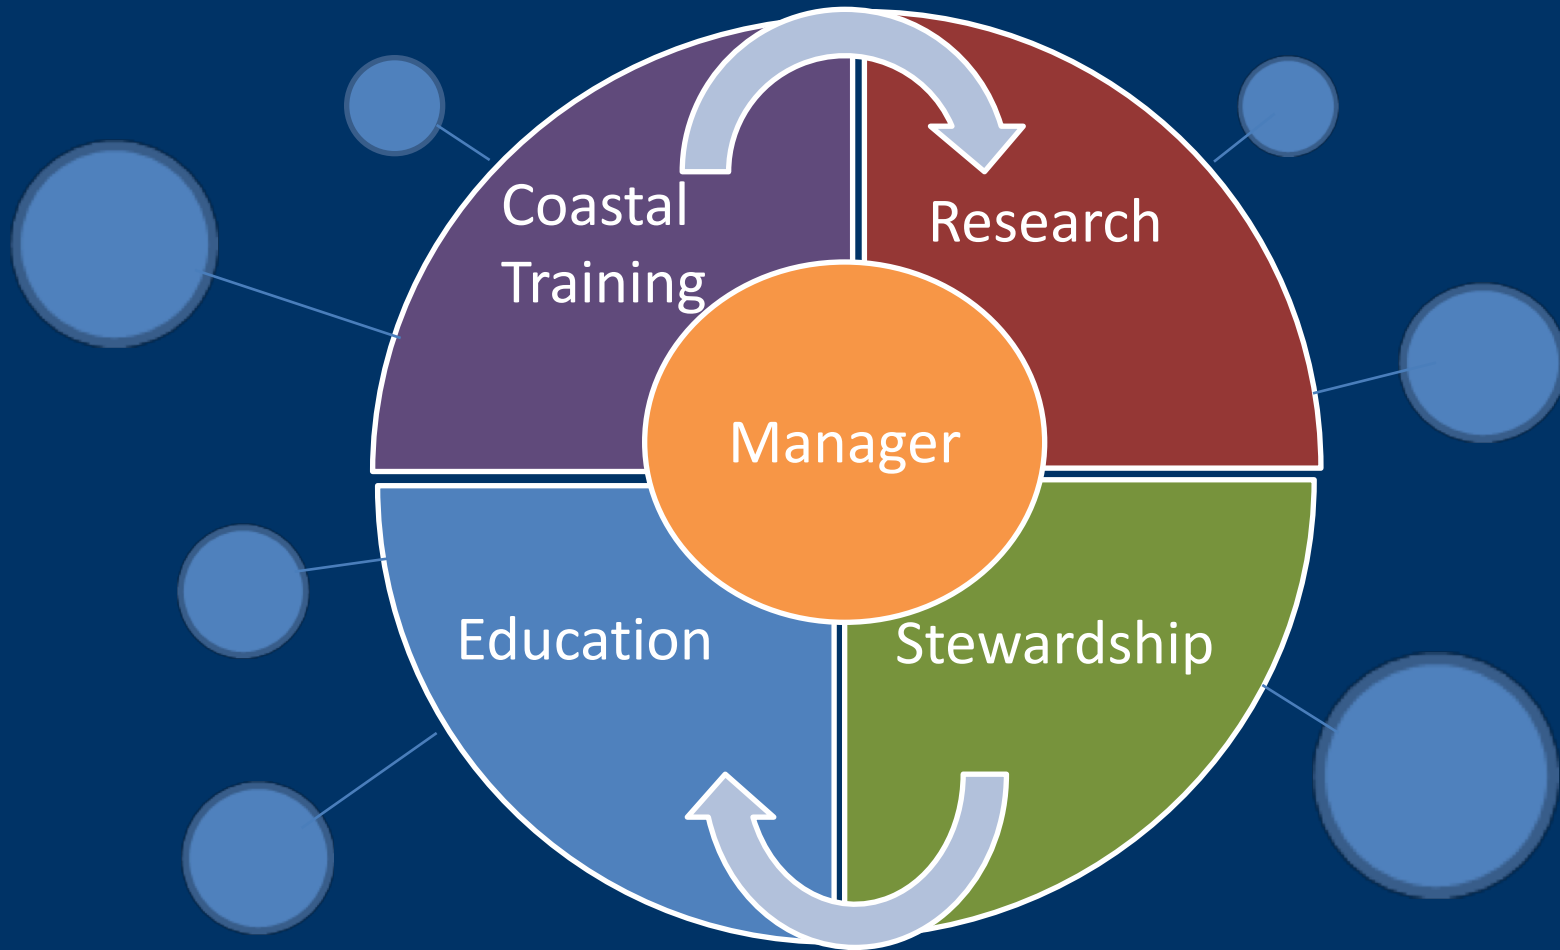 Coastal
Training
Research
Manager
Education
Stewardship